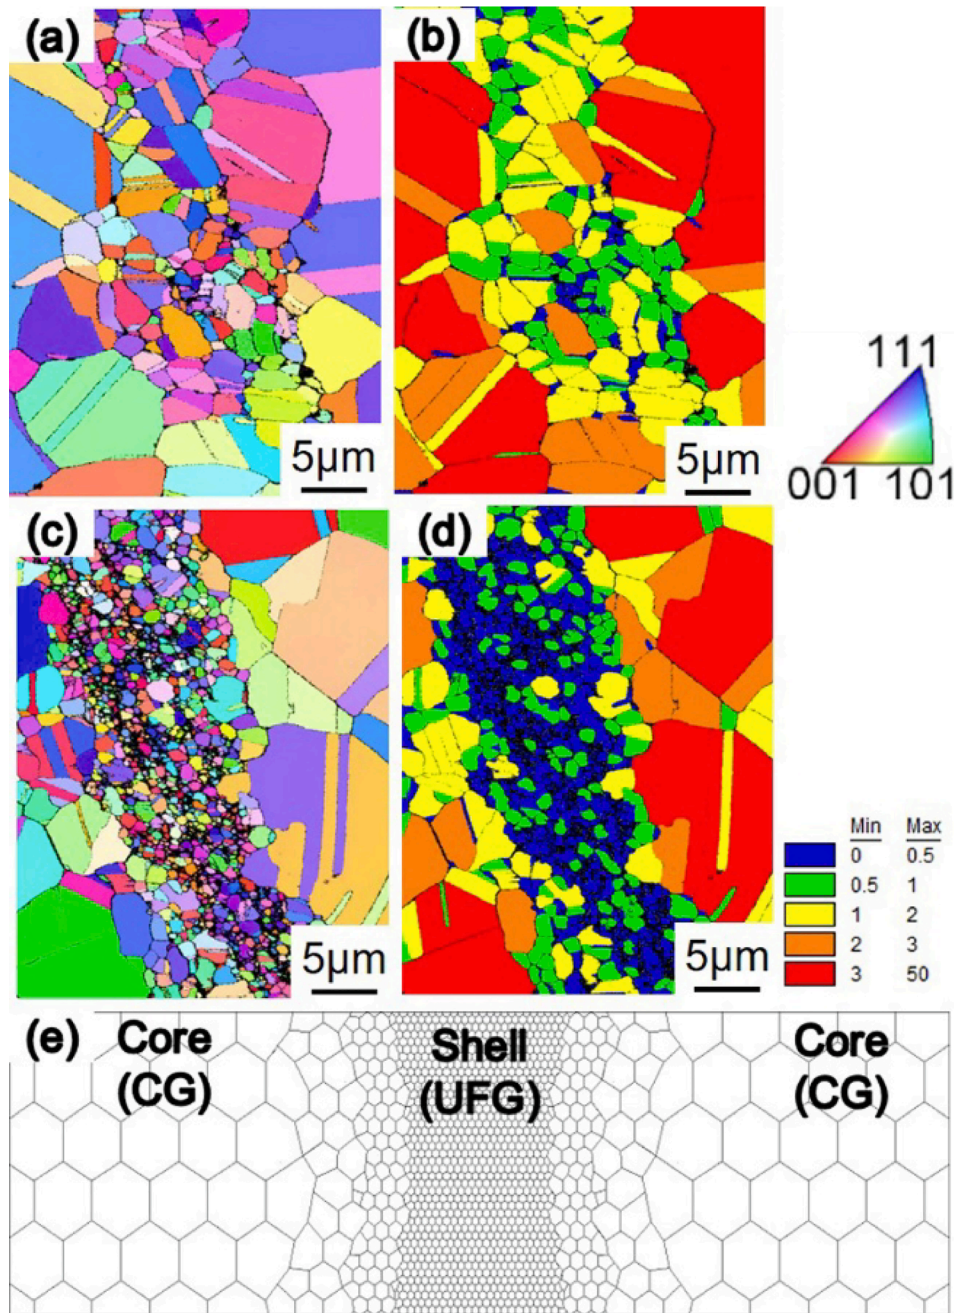 (a)
(b)
5µm
5µm
111
001 101
(c)
(d)
5µm
5µm
Min Max
0 0.5
0.5 1
1 2
2 3
3 50
(e)
Core
(CG)
Shell
(UFG)
Core
(CG)